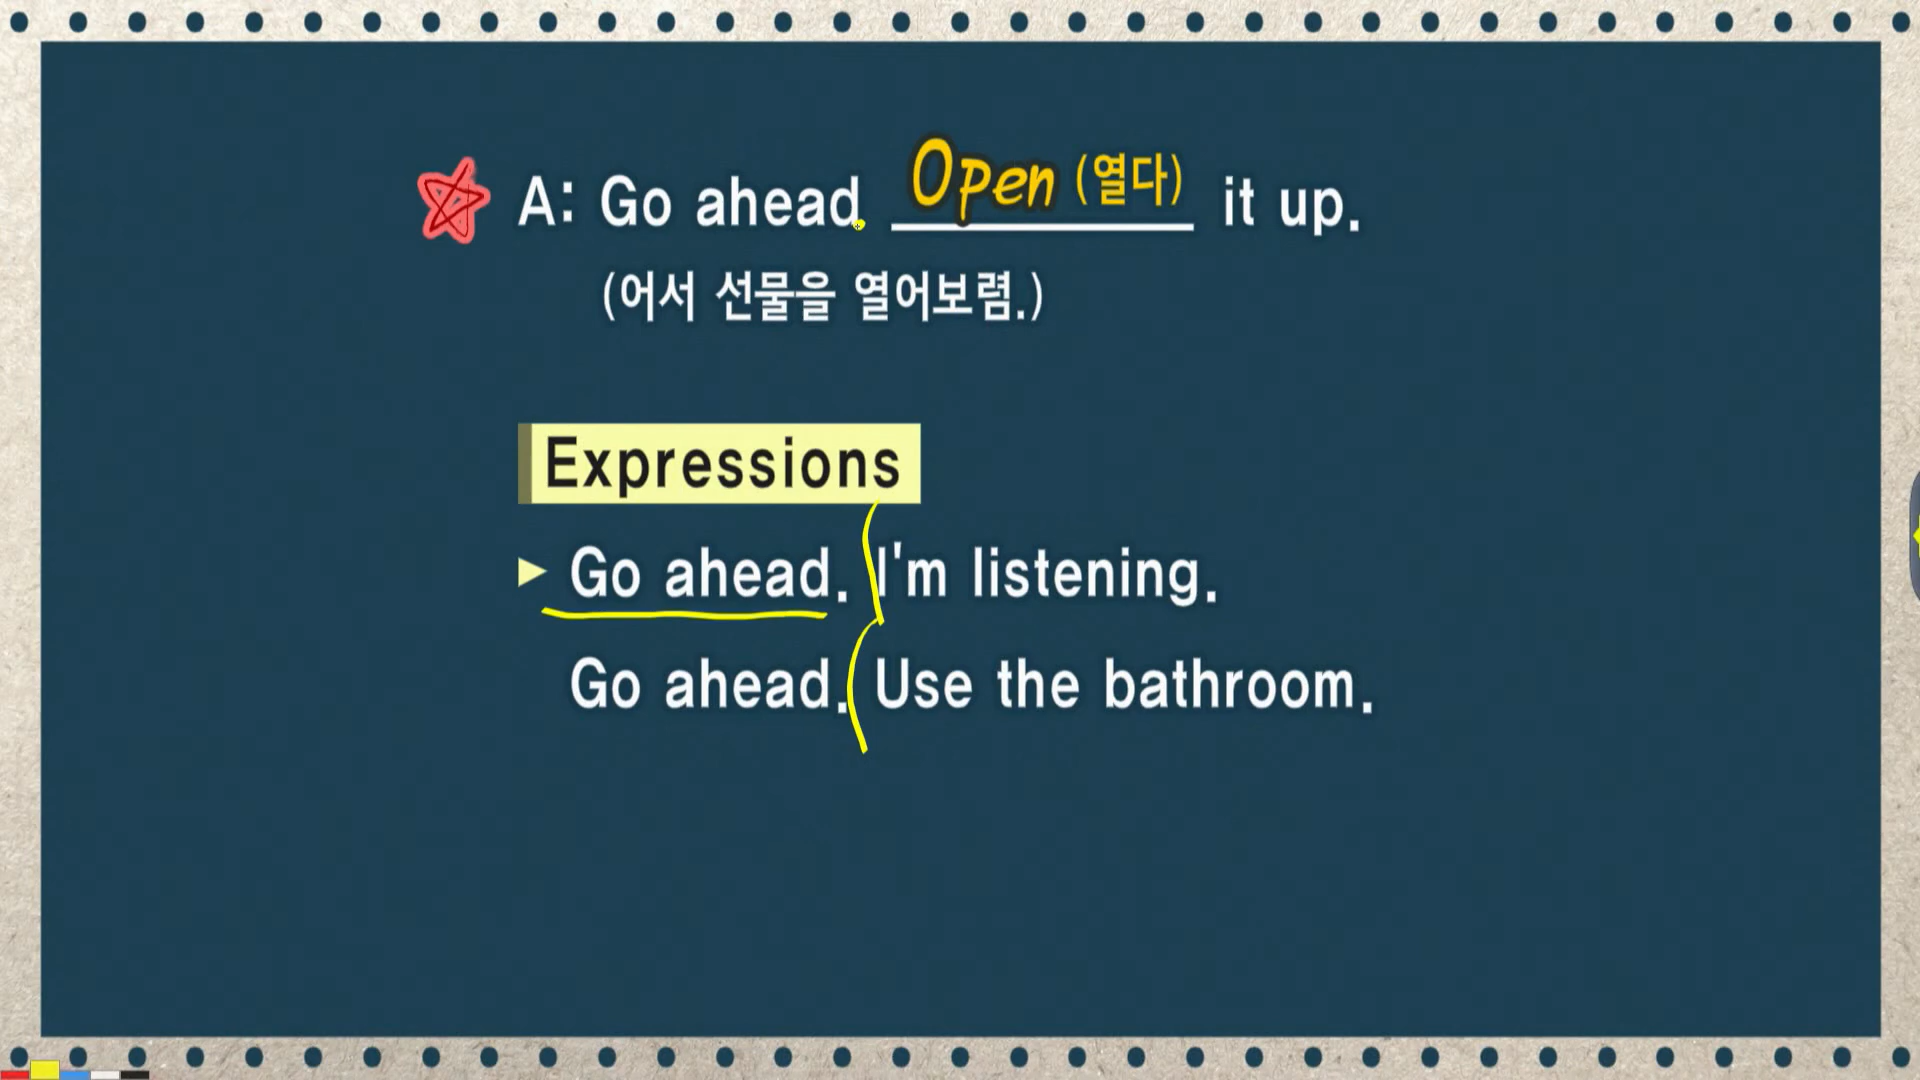 A: Go ahead. Open (열다) it up.
(어서 선물을 열어보렴.)
Expressions
▶ Go ahead. I'm listening.
Go ahead. Use the bathroom.